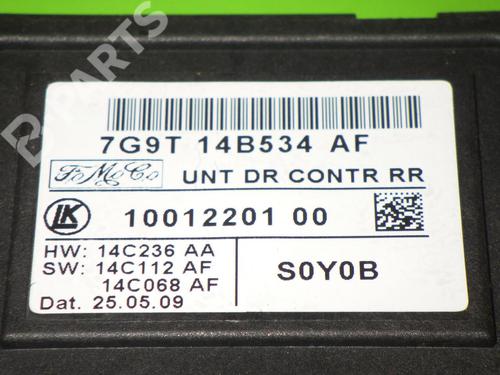 B-PARTS
7G9T 14B534 AF
FoMoCo
UNT DR CONTR RR
LK
10012201 00
HW: 14C236 AA
SW: 14C112 AF
14C068 AF
Dat. 25.05.09
S0Y0B